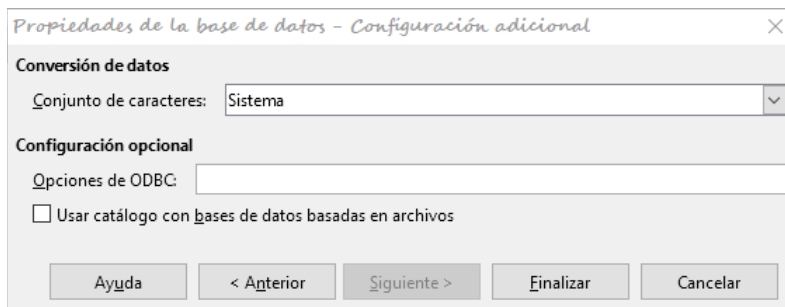 Propiedades de la base de datos - Configuración adicional
Conversión de datos
Conjunto de caracteres: Sistema
Configuración opcional
Opciones de ODBC:
Usar catálogo con bases de datos basadas en archivos
Ayuda < Anterior Siguiente > Finalizar Cancelar